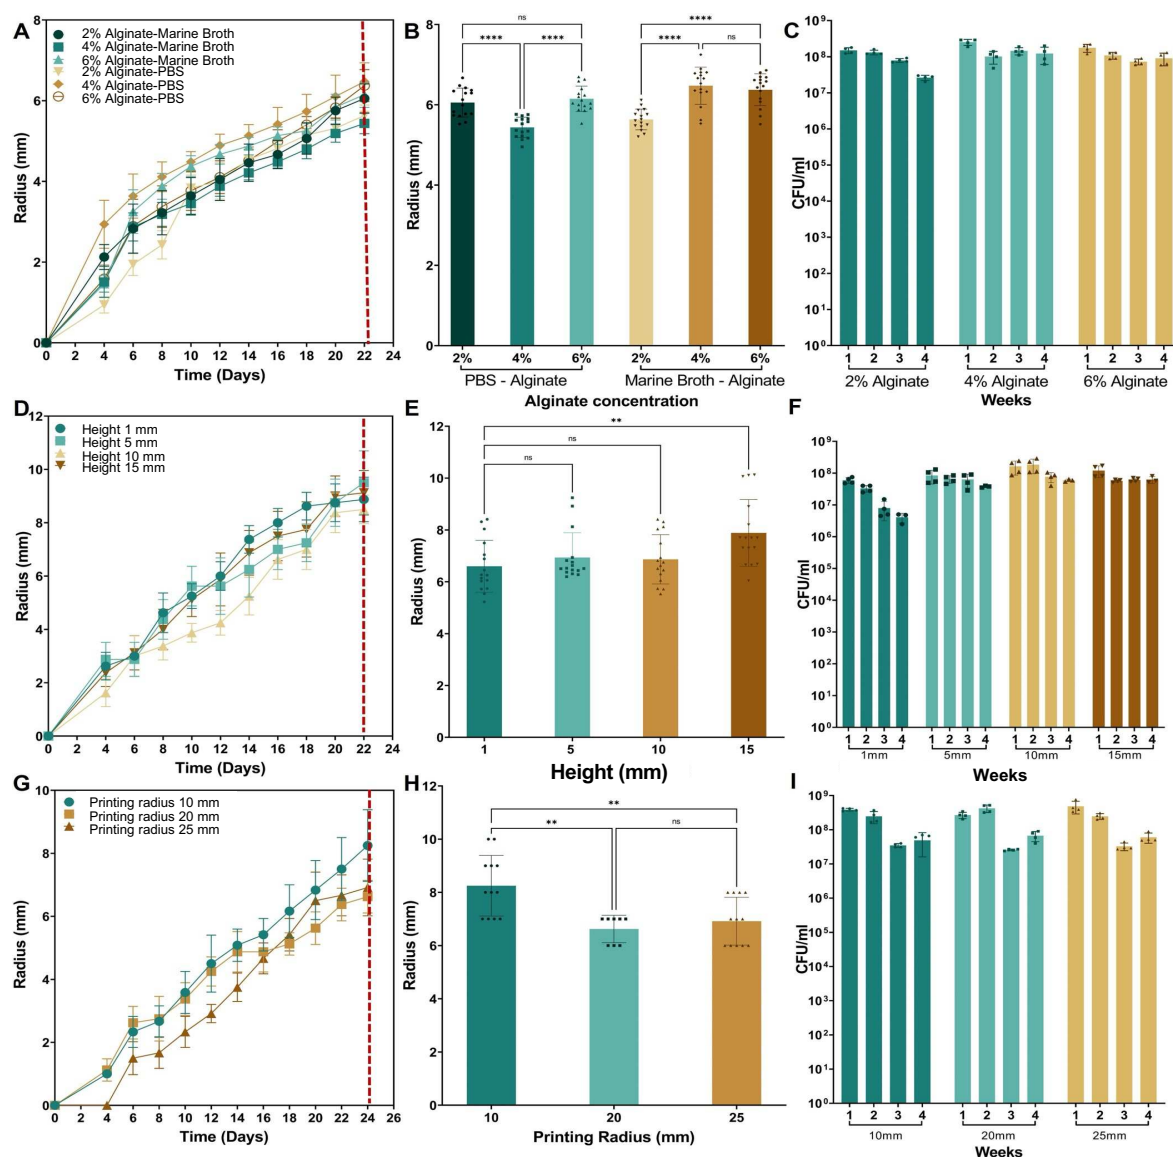 A
2% Alginate-Marine Broth
4% Alginate-Marine Broth
6% Alginate-Marine Broth
2% Alginate-PBS
4% Alginate-PBS
6% Alginate-PBS
8
6
4
2
0
Radius (mm)
0 2 4 6 8 10 12 14 16 18 20 22 24
Time (Days)
B
ns
****
****
****
****
ns
8
6
4
2
0
Radius (mm)
2% 4% 6% 2% 4% 6%
PBS - Alginate Marine Broth - Alginate
Alginate concentration
C
10⁹
10⁸
10⁷
10⁶
10⁵
10⁴
10³
10²
10¹
10⁰
CFU/ml
1 2 3 4 1 2 3 4 1 2 3 4
2% Alginate 4% Alginate 6% Alginate
Weeks
D
Height 1 mm
Height 5 mm
Height 10 mm
Height 15 mm
12
10
8
6
4
2
0
Radius (mm)
0 2 4 6 8 10 12 14 16 18 20 22 24
Time (Days)
E
**
ns
ns
12
10
8
6
4
2
0
Radius (mm)
1 5 10 15
Height (mm)
F
10⁹
10⁸
10⁷
10⁶
10⁵
10⁴
10³
10²
10¹
10⁰
CFU/ml
1 2 3 4 1 2 3 4 1 2 3 4 1 2 3 4
1mm 5mm 10mm 15mm
Weeks
G
Printing radius 10 mm
Printing radius 20 mm
Printing radius 25 mm
10
8
6
4
2
0
Radius (mm)
0 2 4 6 8 10 12 14 16 18 20 22 24 26
Time (Days)
H
**
**
ns
12
10
8
6
4
2
0
Radius (mm)
10 20 25
Printing Radius (mm)
I
10⁹
10⁸
10⁷
10⁶
10⁵
10⁴
10³
10²
10¹
10⁰
CFU/ml
1 2 3 4 1 2 3 4 1 2 3 4
10mm 20mm 25mm
Weeks